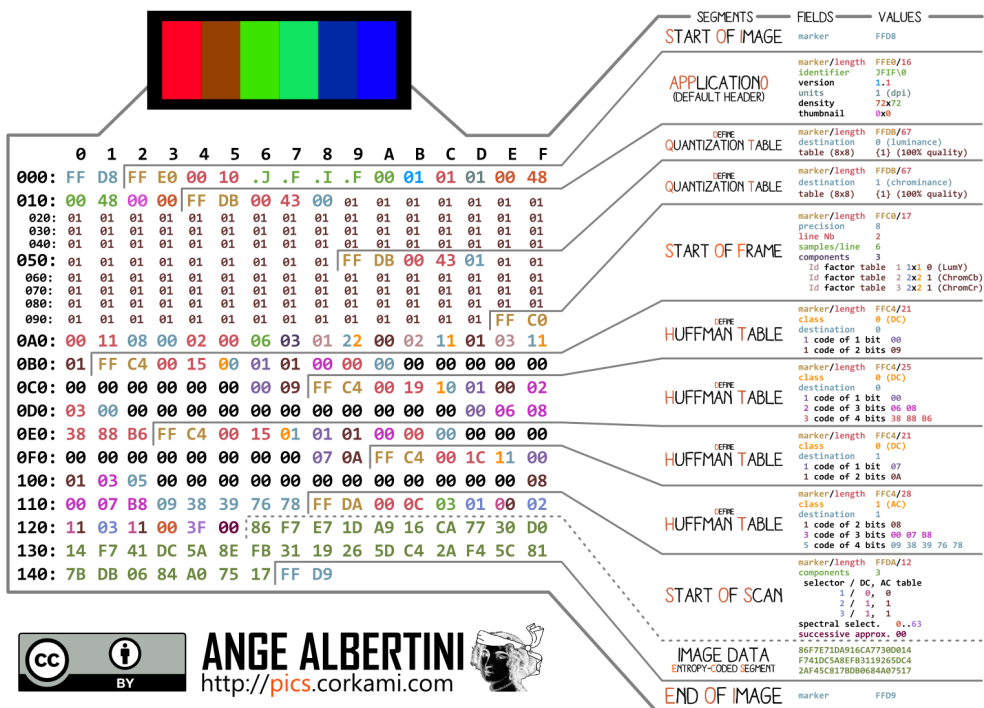 SEGMENTS FIELDS VALUES
START OF IMAGE marker FFD8
APPLICATION0
(DEFAULT HEADER)
marker/length FFE0/16
identifier JFIF\0
version 1.1
units 1 (dpi)
density 72x72
thumbnail 0x0
DEFINE
QUANTIZATION TABLE
marker/length FFDB/67
destination 0 (luminance)
table (8x8) {1} (100% quality)
DEFINE
QUANTIZATION TABLE
marker/length FFDB/67
destination 1 (chrominance)
table (8x8) {1} (100% quality)
START OF FRAME
marker/length FFC0/17
precision 8
line Nb 2
samples/line 6
components 3
Id factor table 1 1x1 0 (LumY)
Id factor table 2 2x2 1 (ChromCb)
Id factor table 3 2x2 1 (ChromCr)
DEFINE
HUFFMAN TABLE
marker/length FFC4/21
class 0 (DC)
destination 0
1 code of 1 bit 00
1 code of 2 bits 09
DEFINE
HUFFMAN TABLE
marker/length FFC4/25
class 0 (DC)
destination 0
1 code of 1 bit 00
2 code of 3 bits 06 08
3 code of 4 bits 38 88 B6
DEFINE
HUFFMAN TABLE
marker/length FFC4/21
class 0 (DC)
destination 1
1 code of 1 bit 07
1 code of 2 bits 0A
DEFINE
HUFFMAN TABLE
marker/length FFC4/28
class 1 (AC)
destination 1
1 code of 2 bits 08
3 code of 3 bits 00 07 B8
5 code of 4 bits 09 38 39 76 78
START OF SCAN
marker/length FFDA/12
components 3
selector / DC, AC table
1 / 0, 0
2 / 1, 1
3 / 1, 1
spectral select. 0..63
successive approx. 00
IMAGE DATA
ENTROPY-CODED SEGMENT
86F7E71DA916CA7730D014
F741DC5A8EFB3119265DC4
2AF45C817BDB0684A07517
END OF IMAGE marker FFD9
0 1 2 3 4 5 6 7 8 9 A B C D E F
000: FF D8 FF E0 00 10 .J .F .I .F 00 01 01 01 00 48
010: 00 48 00 00 FF DB 00 43 00 01 01 01 01 01 01 01
020: 01 01 01 01 01 01 01 01 01 01 01 01 01 01 01 01
030: 01 01 01 01 01 01 01 01 01 01 01 01 01 01 01 01
040: 01 01 01 01 01 01 01 01 01 01 01 01 01 01 01 01
050: 01 01 01 01 01 01 01 01 01 FF DB 00 43 01 01 01
060: 01 01 01 01 01 01 01 01 01 01 01 01 01 01 01 01
070: 01 01 01 01 01 01 01 01 01 01 01 01 01 01 01 01
080: 01 01 01 01 01 01 01 01 01 01 01 01 01 01 01 01
090: 01 01 01 01 01 01 01 01 01 01 01 01 01 01 FF C0
0A0: 00 11 08 00 02 00 06 03 01 22 00 02 11 01 03 11
0B0: 01 FF C4 00 15 00 01 01 00 00 00 00 00 00 00 00
0C0: 00 00 00 00 00 00 00 09 FF C4 00 19 10 01 00 02
0D0: 03 00 00 00 00 00 00 00 00 00 00 00 00 00 06 08
0E0: 38 88 B6 FF C4 00 15 01 01 01 00 00 00 00 00 00
0F0: 00 00 00 00 00 00 00 00 07 0A FF C4 00 1C 11 00
100: 01 03 05 00 00 00 00 00 00 00 00 00 00 00 00 08
110: 00 07 B8 09 38 39 76 78 FF DA 00 0C 03 01 00 02
120: 11 03 11 00 3F 00 86 F7 E7 1D A9 16 CA 77 30 D0
130: 14 F7 41 DC 5A 8E FB 31 19 26 5D C4 2A F4 5C 81
140: 7B DB 06 84 A0 75 17 FF D9
cc BY
ANGE ALBERTINI
http://pics.corkami.com